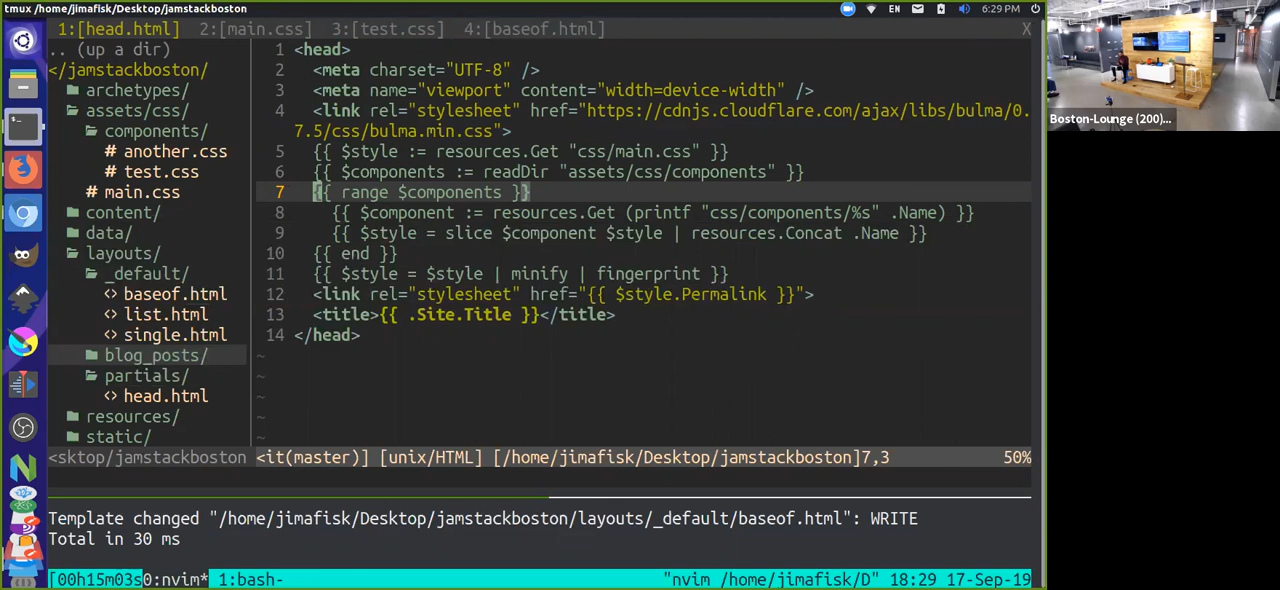 tmux /home/jimafisk/Desktop/jamstackboston
EN
6:29 PM
Boston-Lounge (200)...
1:[head.html] 2:[main.css] 3:[test.css] 4:[baseof.html] X
.. (up a dir)
</jamstackboston/
archetypes/
assets/css/
components/
# another.css
# test.css
# main.css
content/
data/
layouts/
_default/
<> baseof.html
<> list.html
<> single.html
blog_posts/
partials/
<> head.html
resources/
static/
<sktop/jamstackboston
1 <head>
2 <meta charset="UTF-8" />
3 <meta name="viewport" content="width=device-width" />
4 <link rel="stylesheet" href="https://cdnjs.cloudflare.com/ajax/libs/bulma/0.
7.5/css/bulma.min.css">
5 {{ $style := resources.Get "css/main.css" }}
6 {{ $components := readDir "assets/css/components" }}
7 {{ range $components }}
8 {{ $component := resources.Get (printf "css/components/%s" .Name) }}
9 {{ $style = slice $component $style | resources.Concat .Name }}
10 {{ end }}
11 {{ $style = $style | minify | fingerprint }}
12 <link rel="stylesheet" href="{{ $style.Permalink }}">
13 <title>{{ .Site.Title }}</title>
14 </head>
~
~
~
~
~
<it(master)] [unix/HTML] [/home/jimafisk/Desktop/jamstackboston]7,3 50%
Template changed "/home/jimafisk/Desktop/jamstackboston/layouts/_default/baseof.html": WRITE
Total in 30 ms
[00h15m03s0:nvim* 1:bash- "nvim /home/jimafisk/D" 18:29 17-Sep-19